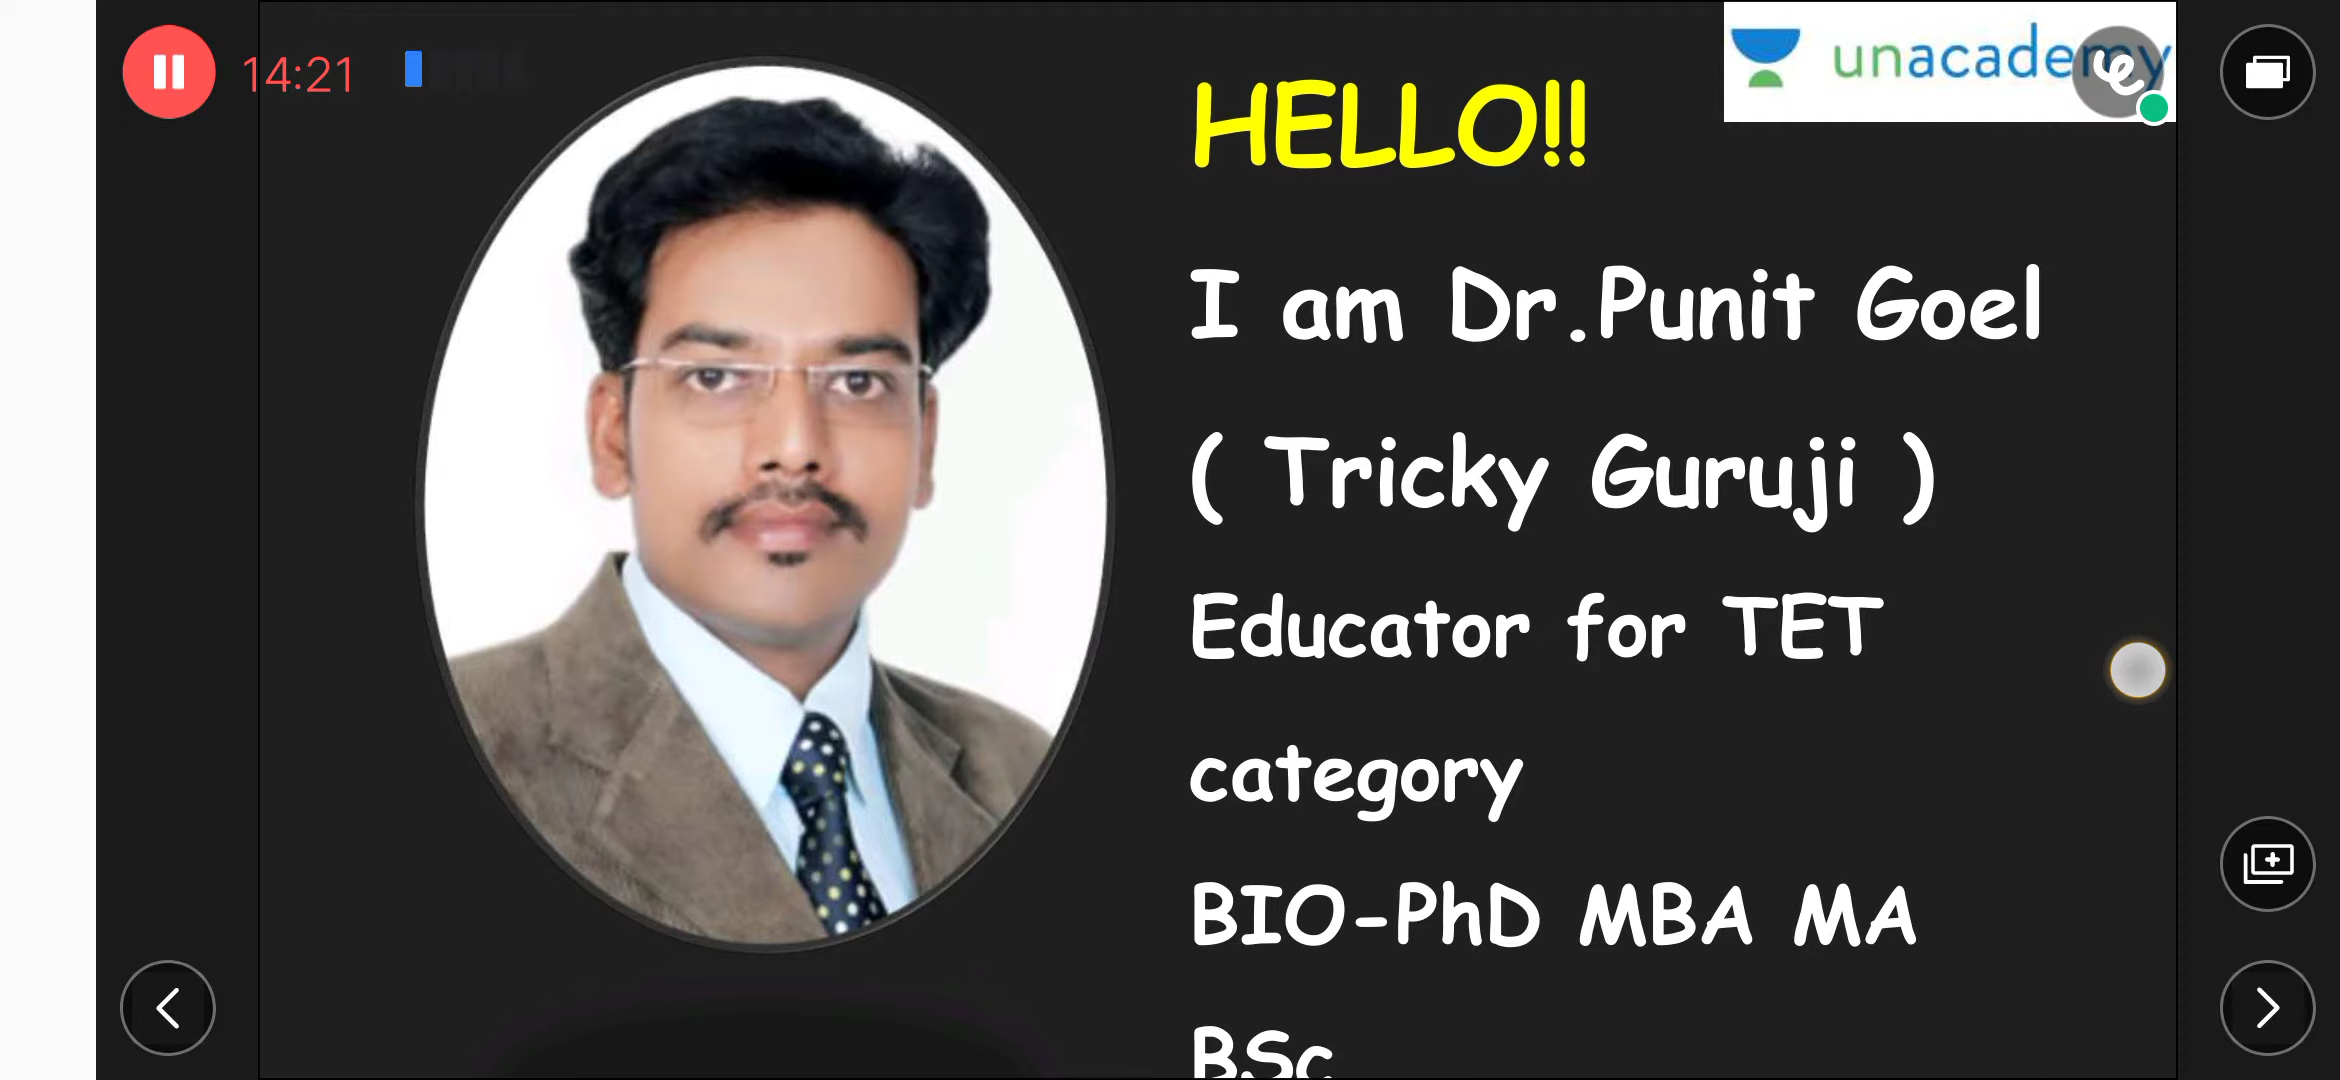 14:21
unacademy
HELLO!!
I am Dr.Punit Goel
( Tricky Guruji )
Educator for TET
category
BIO-PhD MBA MA
BSc